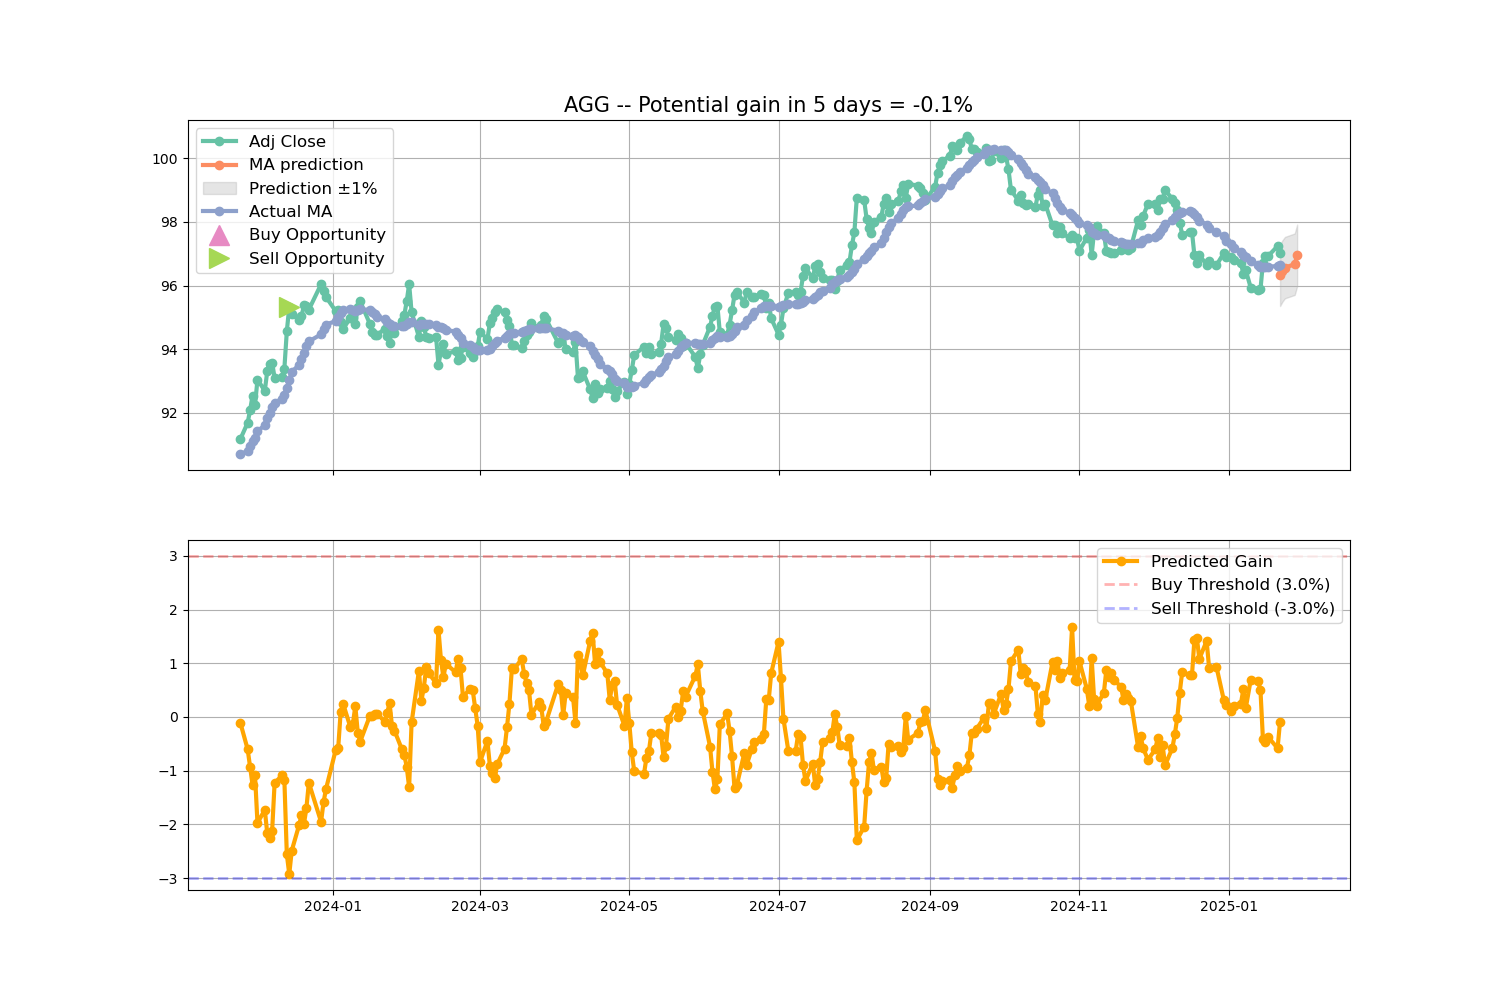 AGG -- Potential gain in 5 days = -0.1%
Adj Close
MA prediction
Prediction ±1%
Actual MA
Buy Opportunity
Sell Opportunity
100
98
96
94
92
Predicted Gain
Buy Threshold (3.0%)
Sell Threshold (-3.0%)
3
2
1
0
−1
−2
−3
2024-01 2024-03 2024-05 2024-07 2024-09 2024-11 2025-01